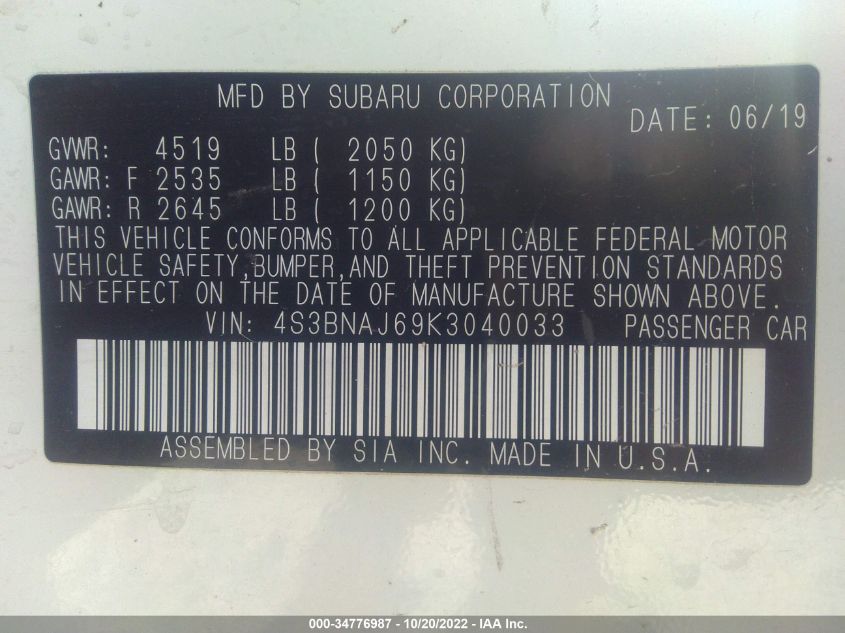 MFD BY SUBARU CORPORATION
DATE: 06/19
GVWR: 4519 LB ( 2050 KG)
GAWR: F 2535 LB ( 1150 KG)
GAWR: R 2645 LB ( 1200 KG)
THIS VEHICLE CONFORMS TO ALL APPLICABLE FEDERAL MOTOR
VEHICLE SAFETY,BUMPER,AND THEFT PREVENTION STANDARDS
IN EFFECT ON THE DATE OF MANUFACTURE SHOWN ABOVE.
VIN: 4S3BNAJ69K3040033 PASSENGER CAR
ASSEMBLED BY SIA INC. MADE IN U.S.A.
000-34776987 - 10/20/2022 - IAA Inc.